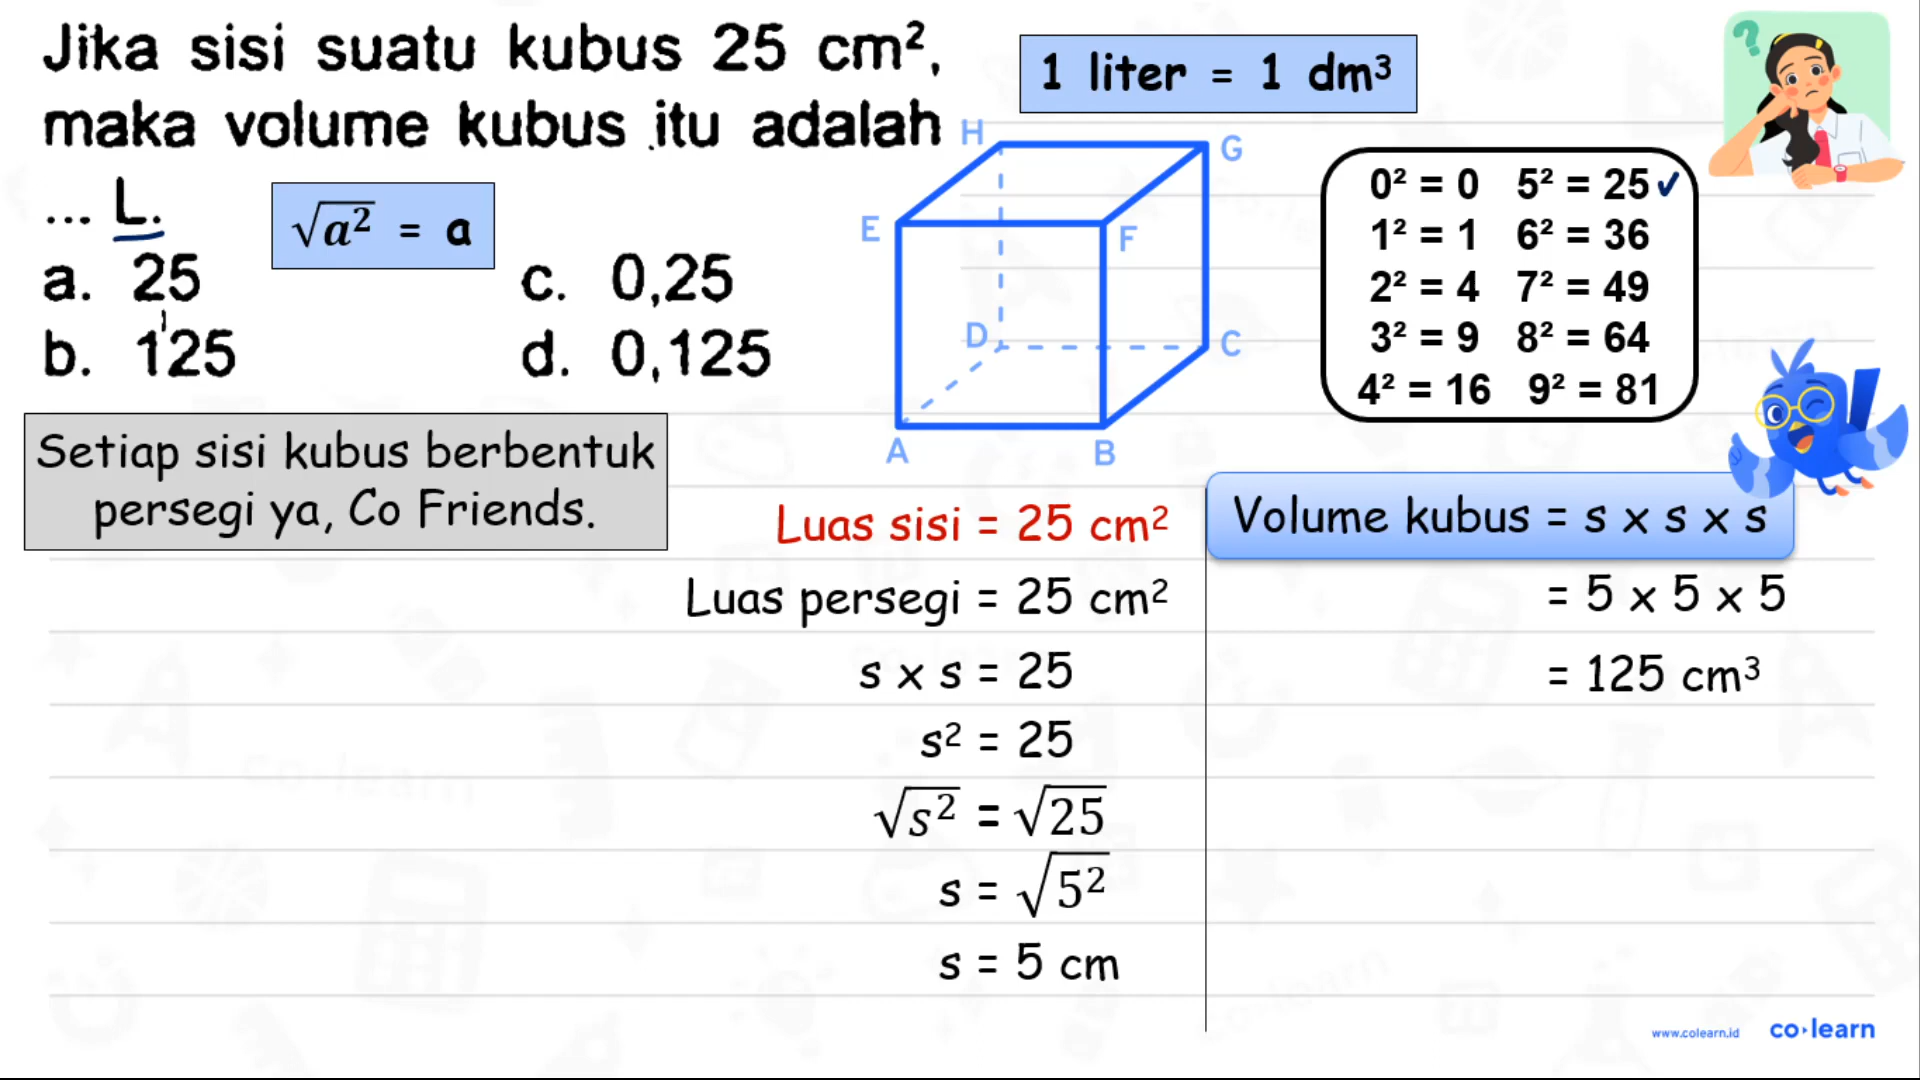 Jika sisi suatu kubus 25 cm²,
maka volume kubus itu adalah
... L.
a. 25
b. 125
c. 0,25
d. 0,125
√a² = a
1 liter = 1 dm³
H
G
E
F
D
C
A
B
?
0² = 0 5² = 25 ✓
1² = 1 6² = 36
2² = 4 7² = 49
3² = 9 8² = 64
4² = 16 9² = 81
Setiap sisi kubus berbentuk
persegi ya, Co Friends.
Luas sisi = 25 cm²
Luas persegi = 25 cm²
s x s = 25
s² = 25
√s² = √25
s = √5²
s = 5 cm
Volume kubus = s x s x s
= 5 x 5 x 5
= 125 cm³
www.colearn.id
co learn